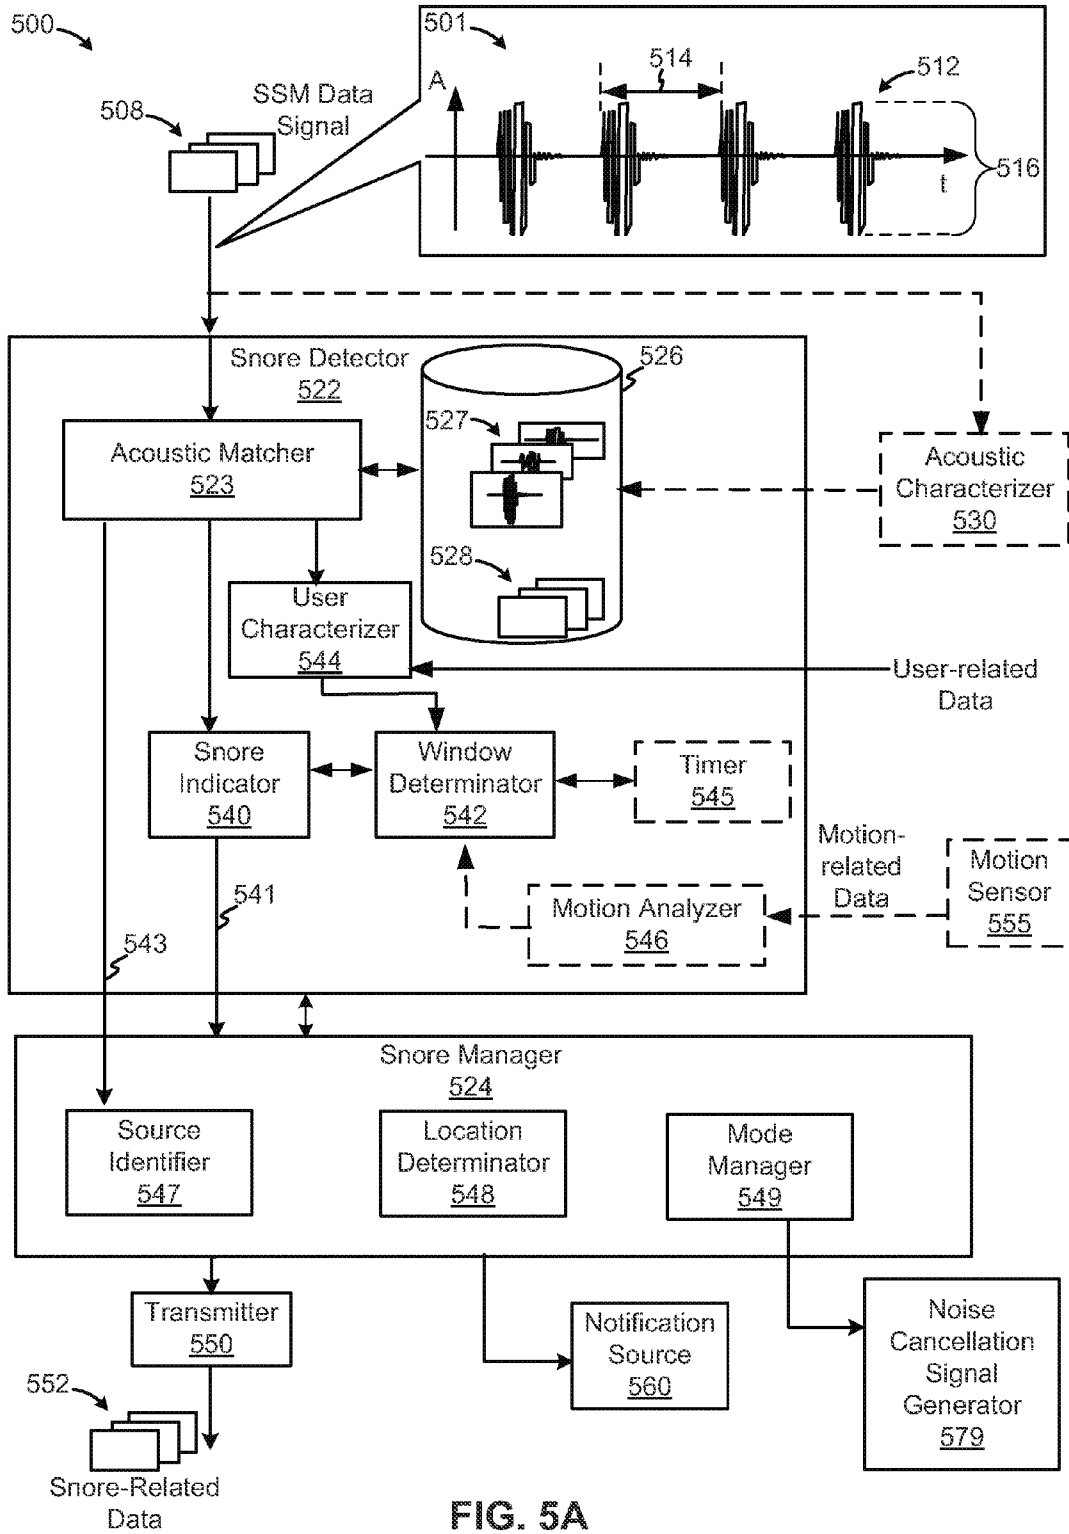 500
501
514
512
A
SSM Data
Signal
508
516
t
Snore Detector
522
526
527
Acoustic Matcher
523
Acoustic
Characterizer
530
528
User
Characterizer
544
User-related
Data
Snore
Indicator
540
Window
Determinator
542
Timer
545
Motion-
related
Data
Motion
Sensor
555
541
Motion Analyzer
546
543
Snore Manager
524
Source
Identifier
547
Location
Determinator
548
Mode
Manager
549
Transmitter
550
Notification
Source
560
Noise
Cancellation
Signal
Generator
579
552
Snore-Related
Data
FIG. 5A